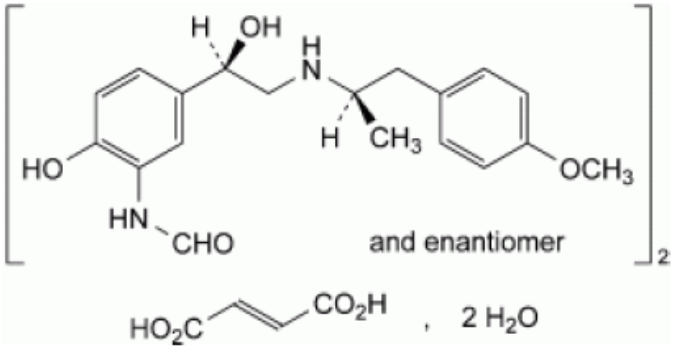 H OH
H
N
H CH₃
HO
OCH₃
HN
CHO
and enantiomer
2
HO₂C CO₂H , 2 H₂O